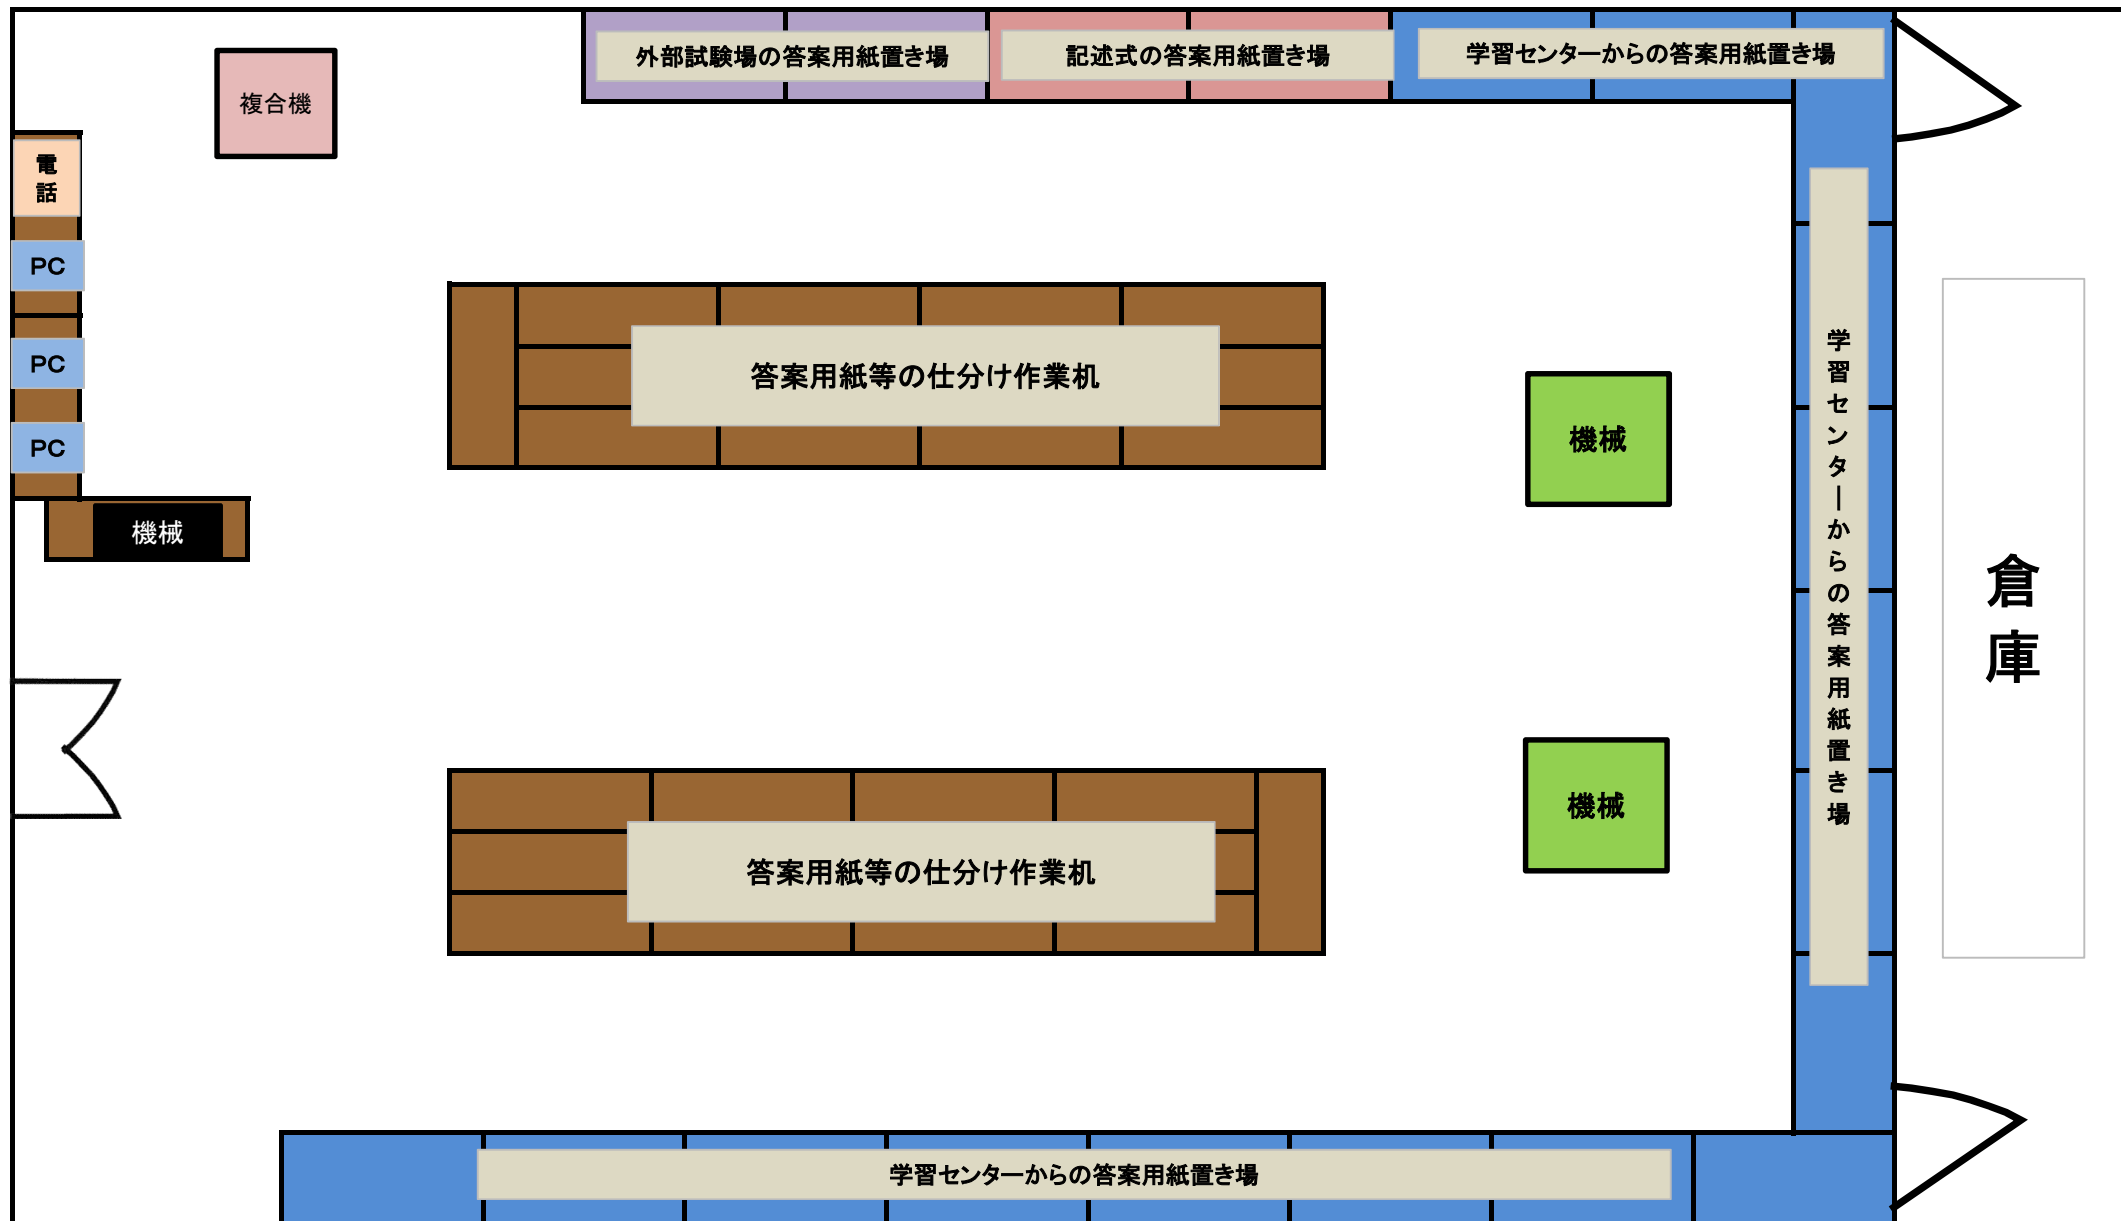 外部試験場の答案用紙置き場
記述式の答案用紙置き場
学習センターからの答案用紙置き場
複合機
電話
PC
PC
PC
機械
答案用紙等の仕分け作業机
機械
学習センターからの答案用紙置き場
倉庫
機械
答案用紙等の仕分け作業机
学習センターからの答案用紙置き場